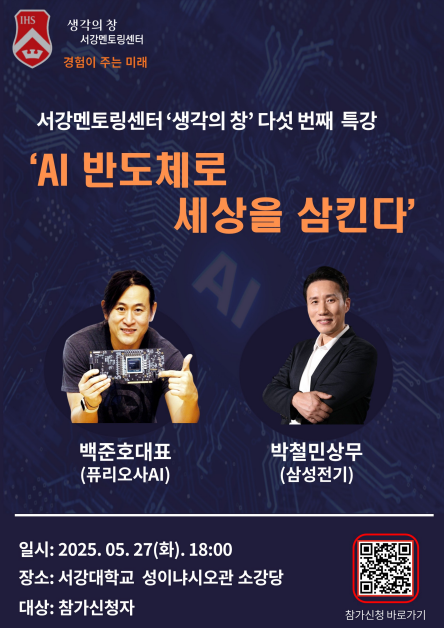 IHS
생각의 창
서강멘토링센터
경험이 주는 미래
서강멘토링센터 ‘생각의 창’ 다섯 번째 특강
‘AI 반도체로
세상을 삼킨다’
AI
백준호대표
(퓨리오사AI)
박철민상무
(삼성전기)
일시: 2025. 05. 27(화). 18:00
장소: 서강대학교 성이냐시오관 소강당
대상: 참가신청자
참가신청 바로가기